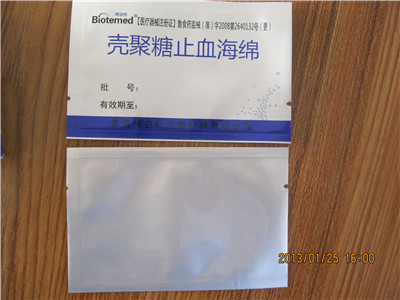 Biotemed® 【医疗器械注册证】鲁食药监械（准）字2008第2640132号（更）
壳聚糖止血海绵
批 号：
有效期至：
2013/01/25 16:00